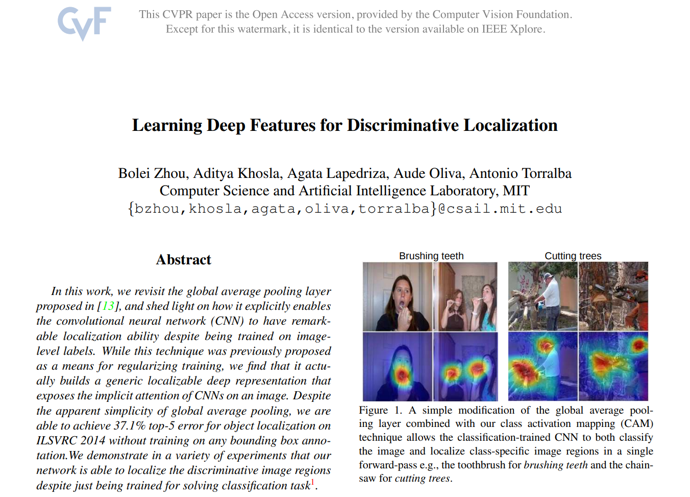 CVF
This CVPR paper is the Open Access version, provided by the Computer Vision Foundation.
Except for this watermark, it is identical to the version available on IEEE Xplore.
Learning Deep Features for Discriminative Localization
Bolei Zhou, Aditya Khosla, Agata Lapedriza, Aude Oliva, Antonio Torralba
Computer Science and Artificial Intelligence Laboratory, MIT
{bzhou,khosla,agata,oliva,torralba}@csail.mit.edu
Abstract
In this work, we revisit the global average pooling layer
proposed in [13], and shed light on how it explicitly enables
the convolutional neural network (CNN) to have remark-
able localization ability despite being trained on image-
level labels. While this technique was previously proposed
as a means for regularizing training, we find that it actu-
ally builds a generic localizable deep representation that
exposes the implicit attention of CNNs on an image. Despite
the apparent simplicity of global average pooling, we are
able to achieve 37.1% top-5 error for object localization on
ILSVRC 2014 without training on any bounding box anno-
tation.We demonstrate in a variety of experiments that our
network is able to localize the discriminative image regions
despite just being trained for solving classification task1.
Brushing teeth
Cutting trees
Figure 1. A simple modification of the global average pool-
ing layer combined with our class activation mapping (CAM)
technique allows the classification-trained CNN to both classify
the image and localize class-specific image regions in a single
forward-pass e.g., the toothbrush for brushing teeth and the chain-
saw for cutting trees.